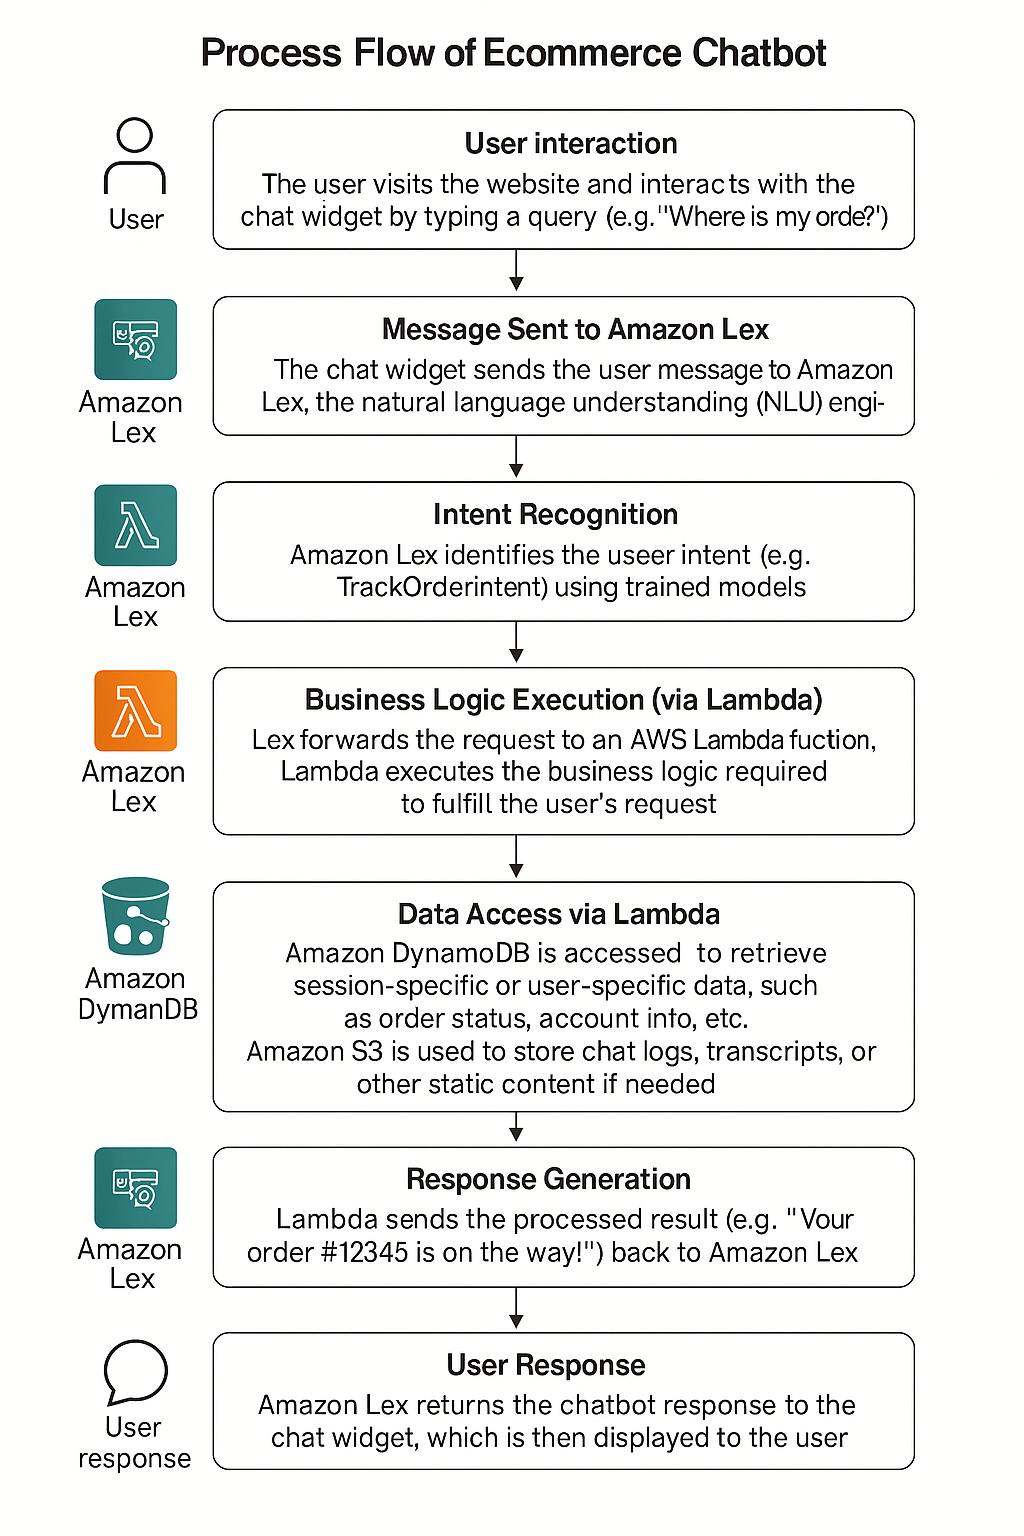 Process Flow of Ecommerce Chatbot
User
User interaction
The user visits the website and interacts with the
chat widget by typing a query (e.g. "Where is my orde?')
Amazon
Lex
Message Sent to Amazon Lex
The chat widget sends the user message to Amazon
Lex, the natural language understanding (NLU) engi-
Amazon
Lex
Intent Recognition
Amazon Lex identifies the useer intent (e.g.
TrackOrderintent) using trained models
Amazon
Lex
Business Logic Execution (via Lambda)
Lex forwards the request to an AWS Lambda fuction,
Lambda executes the business logic required
to fulfill the user's request
Amazon
DymanDB
Data Access via Lambda
Amazon DynamoDB is accessed to retrieve
session-specific or user-specific data, such
as order status, account into, etc.
Amazon S3 is used to store chat logs, transcripts, or
other static content if needed
Amazon
Lex
Response Generation
Lambda sends the processed result (e.g. "Vour
order #12345 is on the way!") back to Amazon Lex
User
response
User Response
Amazon Lex returns the chatbot response to the
chat widget, which is then displayed to the user